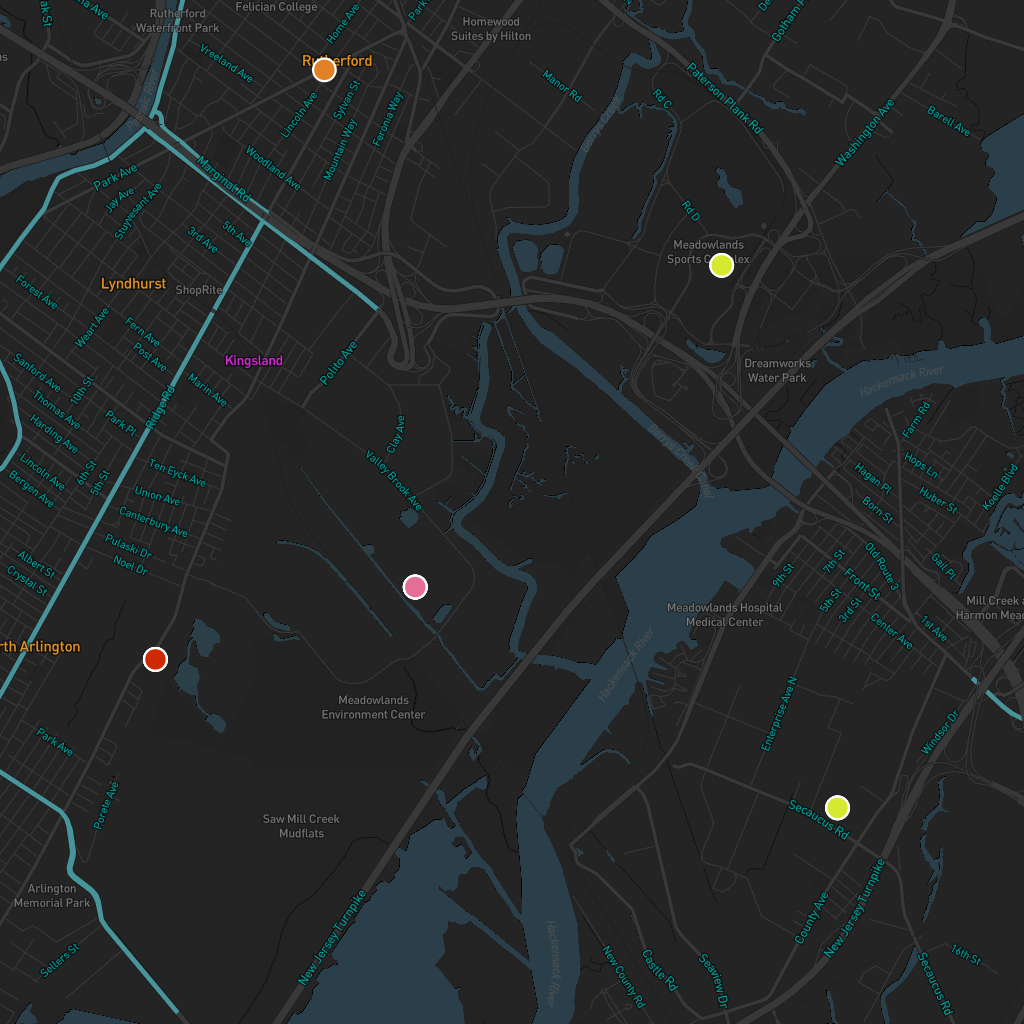 Felician College
Rutherford
Waterfront Park
Homewood
Suites by Hilton
Home Ave
Vreeland Ave
Rutherford
Manor Rd
Rd C
Paterson Plank Rd
Washington Ave
Barell Ave
Lincoln Ave
Sylvan St
Feronia Way
Mountain Way
Woodland Ave
Marginal Rd
Park Ave
Jay Ave
Stuyvesant Ave
3rd Ave
5th Ave
Rd D
Meadowlands
Sports Complex
Lyndhurst
ShopRite
Forest Ave
Weart Ave
Fern Ave
Post Ave
Kingsland
Polito Ave
Marin Ave
Dreamworks
Water Park
Hackensack River
Sanford Ave
Thomas Ave
10th St
Harding Ave
Park Pl
Ridge Rd
Clay Ave
Valley Brook Ave
Farm Rd
Hops Ln
Hagan Pl
Huber St
Born St
Koelle Blvd
Lincoln Ave
Bergen Ave
6th St
5th St
Ten Eyck Ave
Union Ave
Canterbury Ave
Pulaski Dr
Noel Dr
Albert St
Crystal St
9th St
7th St
5th St
3rd St
Front St
Old Route 3
Gail Pl
Center Ave
1st Ave
Meadowlands Hospital
Medical Center
Mill Creek
Harmon
rth Arlington
Meadowlands
Environment Center
Hackensack River
Enterprise Ave N
Windsor Dr
Park Ave
Porete Ave
Saw Mill Creek
Mudflats
Secaucus Rd
Arlington
Memorial Park
New Jersey Turnpike
County Ave
New Jersey Turnpike
Sellers St
Hackensack River
New County Rd
Castle Rd
Seaview Dr
Secaucus Rd
16th St